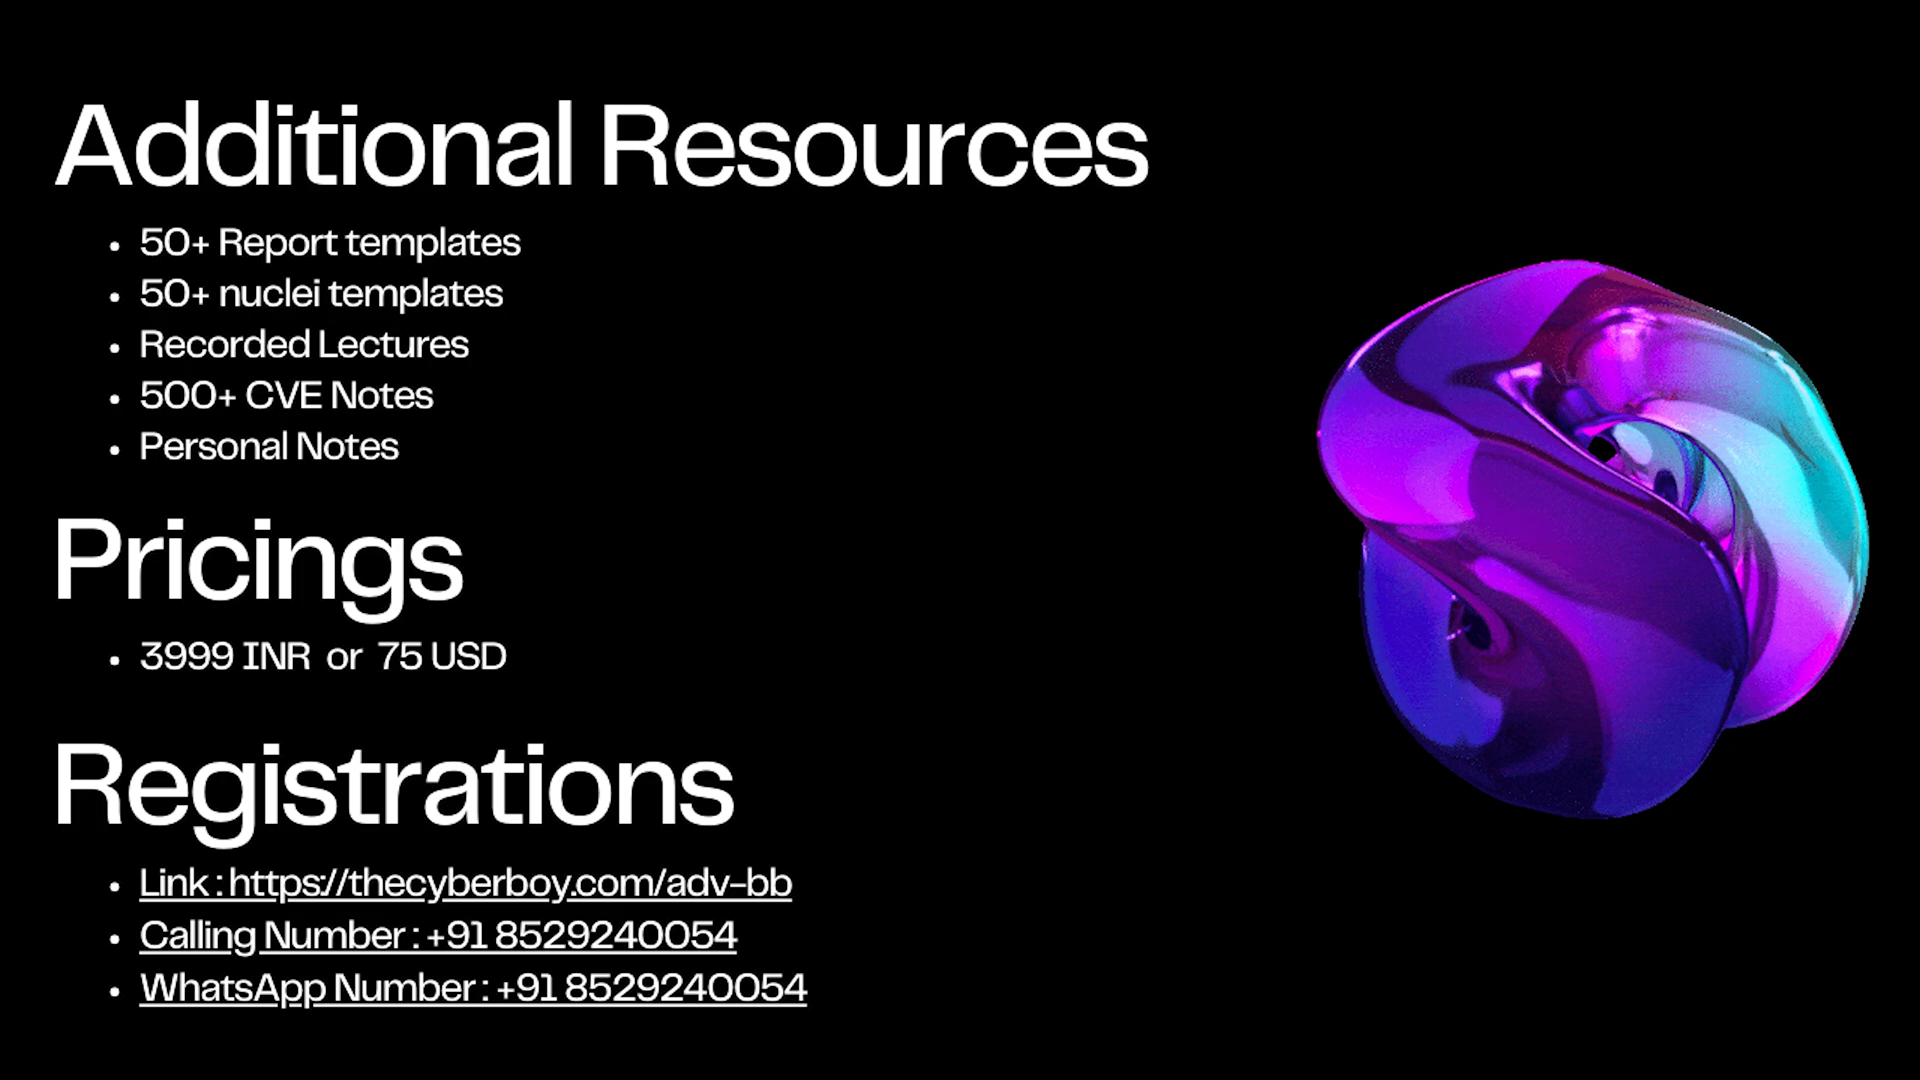 Additional Resources
• 50+ Report templates
• 50+ nuclei templates
• Recorded Lectures
• 500+ CVE Notes
• Personal Notes
Pricings
• 3999 INR or 75 USD
Registrations
• Link : https://thecyberboy.com/adv-bb
• Calling Number : +91 8529240054
• WhatsApp Number : +91 8529240054